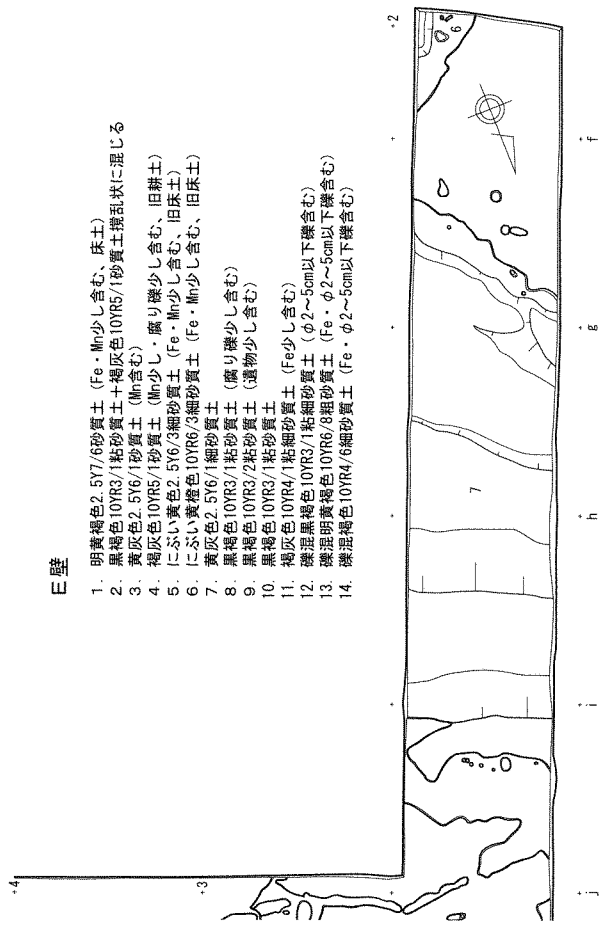 E壁
1. 明黄褐色2.5Y7/6砂質土（Fe・Mn少し含む、床土）
2. 黒褐色10YR3/1粘砂質土＋褐灰色10YR5/1砂質土撹乱状に混じる
3. 黄灰色2.5Y6/1砂質土（Mn含む）
4. 褐灰色10YR5/1砂質土（Mn少し・腐り礫少し含む、旧耕土）
5. にぶい黄色2.5Y6/3細砂質土（Fe・Mn少し含む、旧床土）
6. にぶい黄橙色10YR6/3細砂質土（Fe・Mn少し含む、旧床土）
7. 黄灰色2.5Y6/1細砂質土
8. 黒褐色10YR3/1粘砂質土（腐り礫少し含む）
9. 黒褐色10YR3/2粘砂質土（遺物少し含む）
10. 黒褐色10YR3/1粘砂質土
11. 褐灰色10YR4/1粘細砂質土（Fe少し含む）
12. 礫混黒褐色10YR3/1粘細砂質土（φ2～5cm以下礫含む）
13. 礫混明黄褐色10YR6/8粗砂質土（Fe・φ2～5cm以下礫含む）
14. 礫混褐色10YR4/6細砂質土（Fe・φ2～5cm以下礫含む）
+4
+3
+2
6
7
f
g
h
i
j